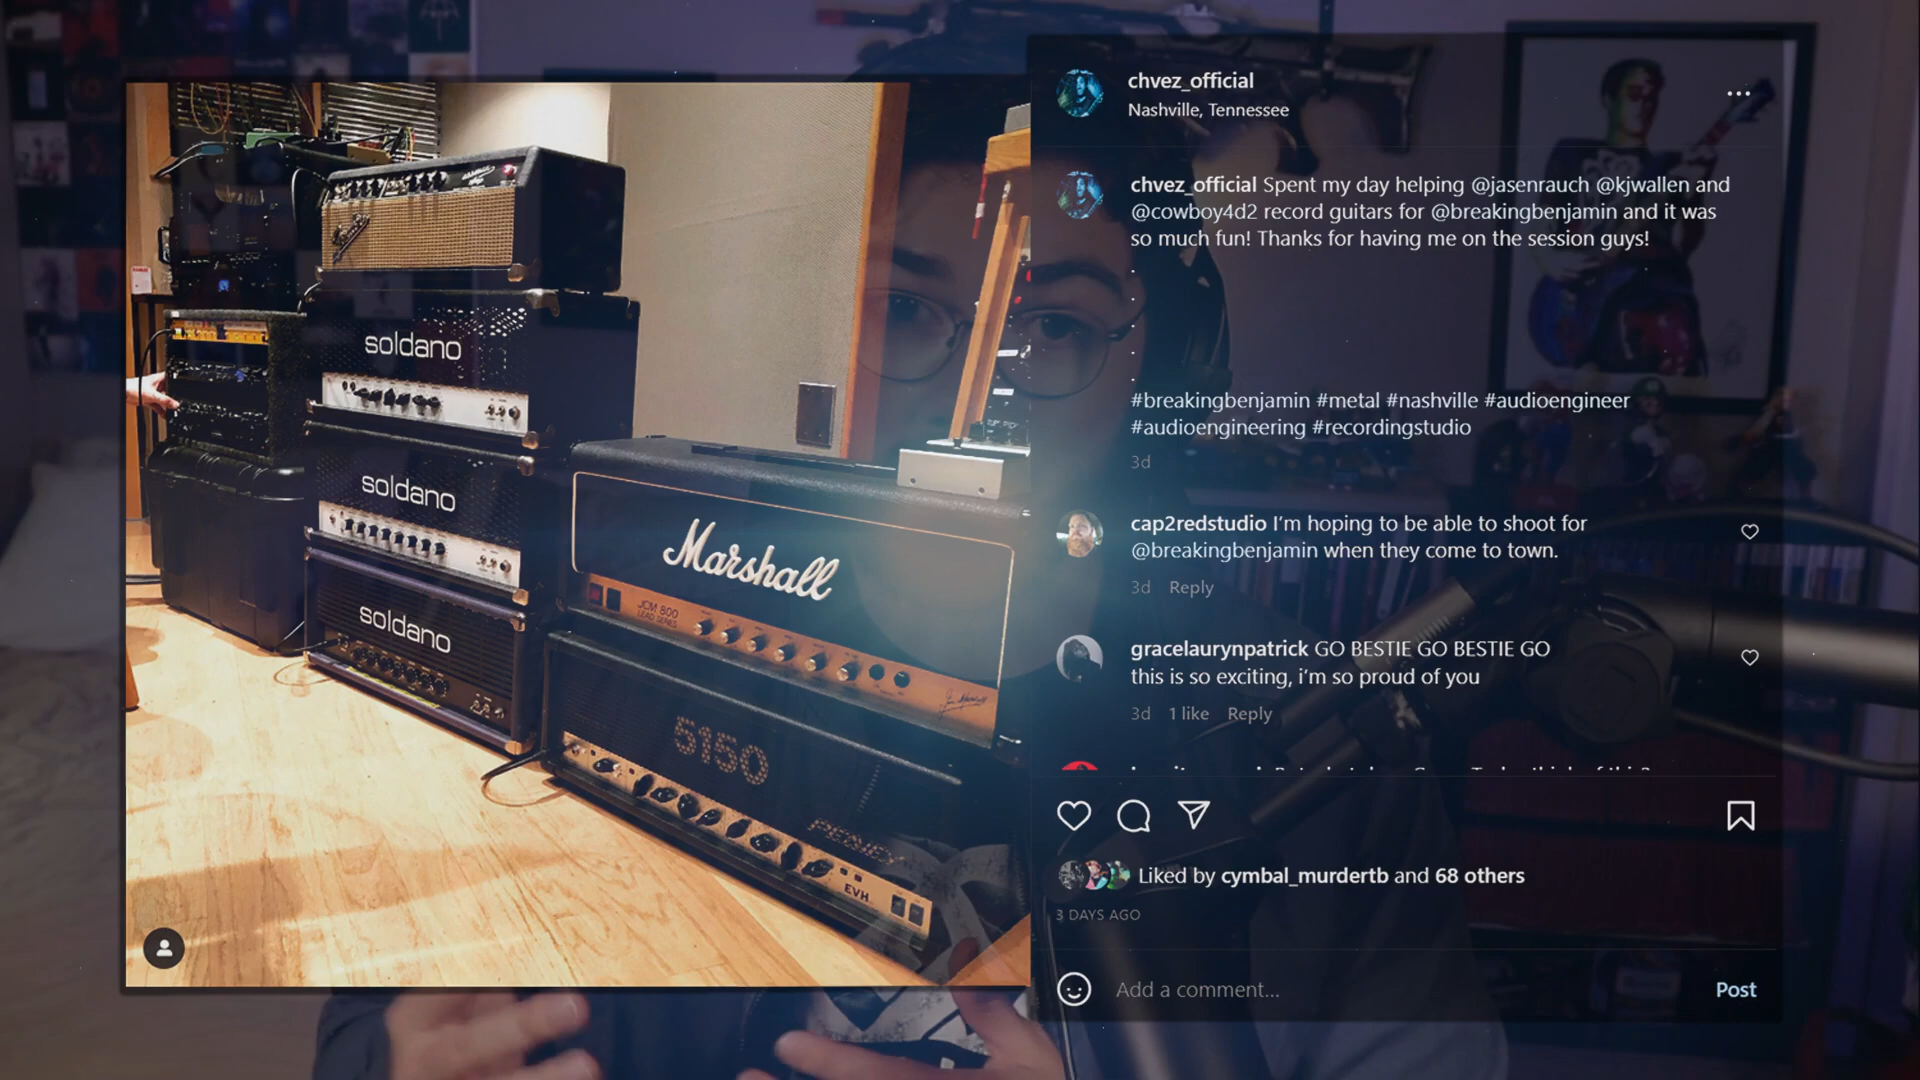 soldano
soldano
soldano
Marshall
JCM 800
LEAD SERIES
5150
EVH
chvez_official
Nashville, Tennessee
chvez_official Spent my day helping @jasenrauch @kjwallen and
@cowboy4d2 record guitars for @breakingbenjamin and it was
so much fun! Thanks for having me on the session guys!
.
.
.
.
.
#breakingbenjamin #metal #nashville #audioengineer
#audioengineering #recordingstudio
3d
cap2redstudio I’m hoping to be able to shoot for
@breakingbenjamin when they come to town.
3d Reply
gracelaurynpatrick GO BESTIE GO BESTIE GO
this is so exciting, i’m so proud of you
3d 1 like Reply
Liked by cymbal_murdertb and 68 others
3 DAYS AGO
Add a comment...
Post